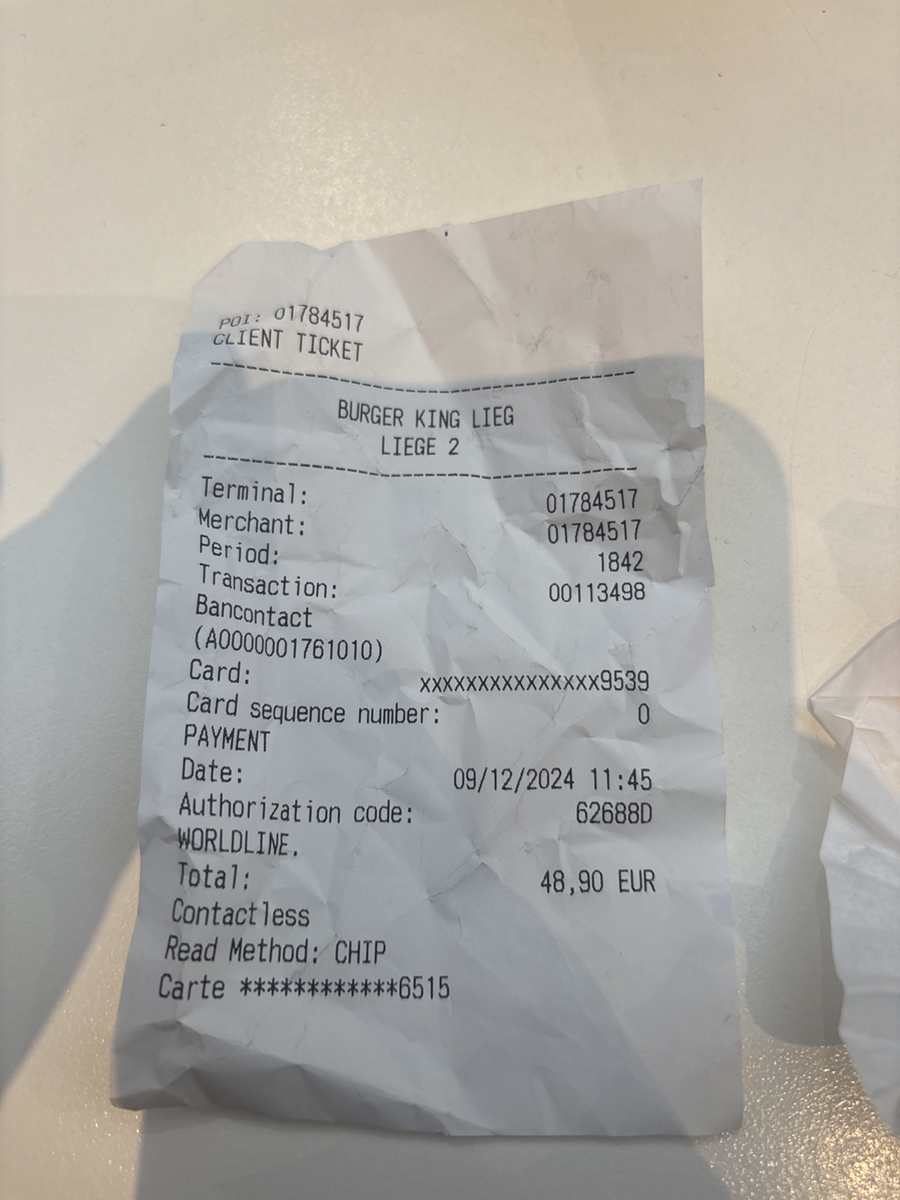 POI: 01784517
CLIENT TICKET
--------------------------------------------
BURGER KING LIEG
LIEGE 2
--------------------------------------------
Terminal: 01784517
Merchant: 01784517
Period: 1842
Transaction: 00113498
Bancontact
(A0000001761010)
Card: xxxxxxxxxxxxxxx9539
Card sequence number: 0
PAYMENT
Date: 09/12/2024 11:45
Authorization code: 62688D
WORLDLINE.
Total: 48,90 EUR
Contactless
Read Method: CHIP
Carte ************6515